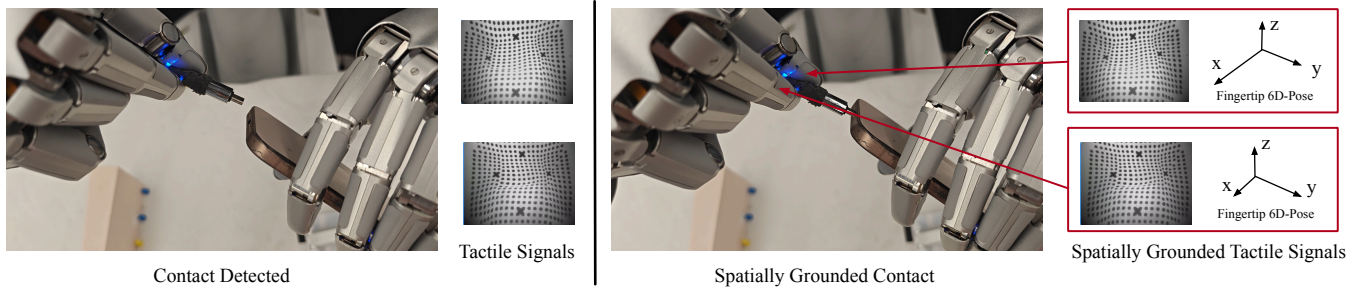 Tactile Signals
Contact Detected
z
x
y
Fingertip 6D-Pose
z
x
y
Fingertip 6D-Pose
Spatially Grounded Contact
Spatially Grounded Tactile Signals